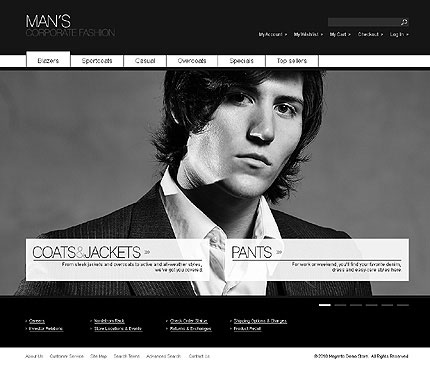 MAN'S
CORPORATE FASHION
My Account » My Wishlist » My Cart » Checkout » Log In »
Blazers Sportcoats Casual Overcoats Specials Top sellers
COATS&JACKETS »
From sleek jackets and overcoats to active and all-weather styles,
we've got you covered.
PANTS »
For work or weekend, you'll find your favorite denim,
dress and easy-care styles here.
Careers Nordstrom Rack Check Order Status Shipping Options & Charges
Investor Relations Store Locations & Events Returns & Exchanges Product Recall
About Us Customer Service Site Map Search Terms Advanced Search Contact Us
© 2008 Magento Demo Store. All Rights Reserved.